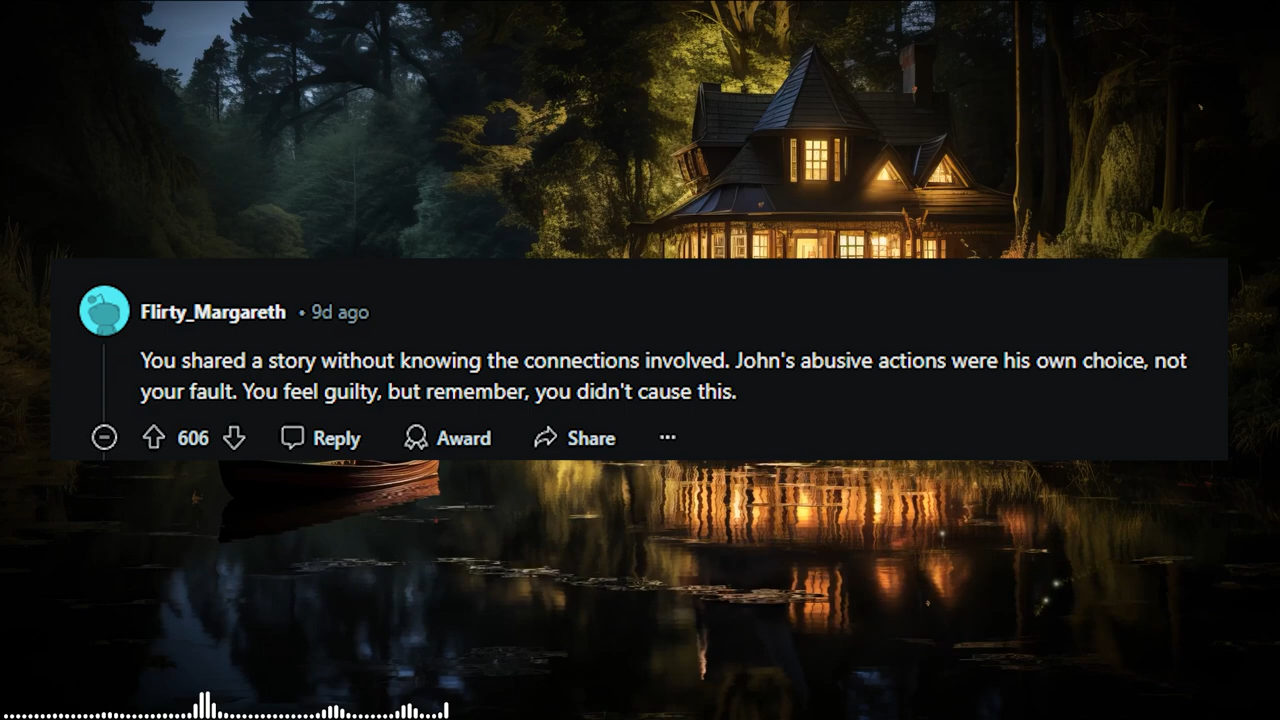 Flirty_Margareth • 9d ago
You shared a story without knowing the connections involved. John's abusive actions were his own choice, not
your fault. You feel guilty, but remember, you didn't cause this.
606 Reply Award Share ...